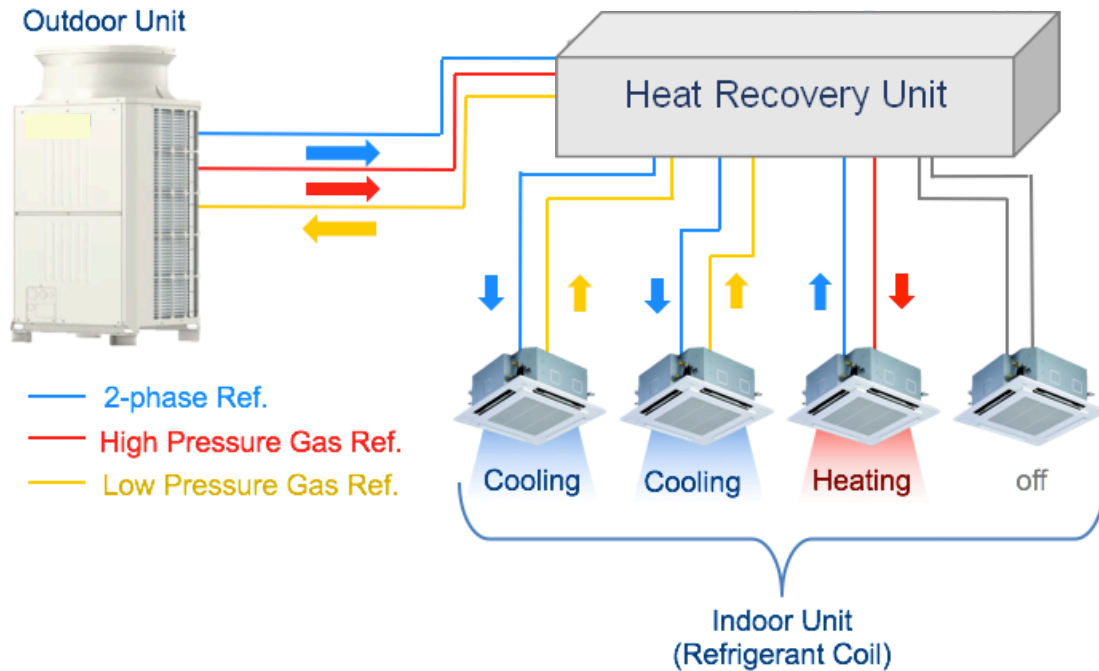 Outdoor Unit
Heat Recovery Unit
2-phase Ref.
High Pressure Gas Ref.
Low Pressure Gas Ref.
Cooling
Cooling
Heating
off
Indoor Unit
(Refrigerant Coil)